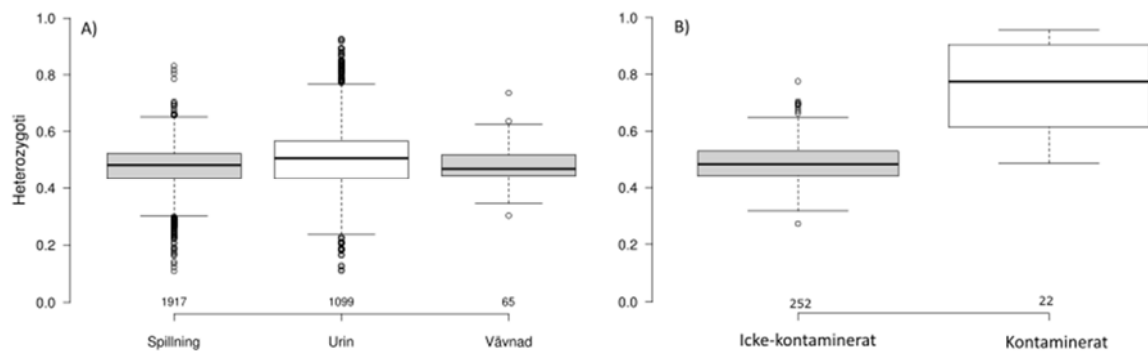 A)
Heterozygoti
1.0
0.8
0.6
0.4
0.2
0.0
1917 1099 65
Spillning Urin Vävnad
B)
1.0
0.8
0.6
0.4
0.2
0.0
252 22
Icke-kontaminerat Kontaminerat